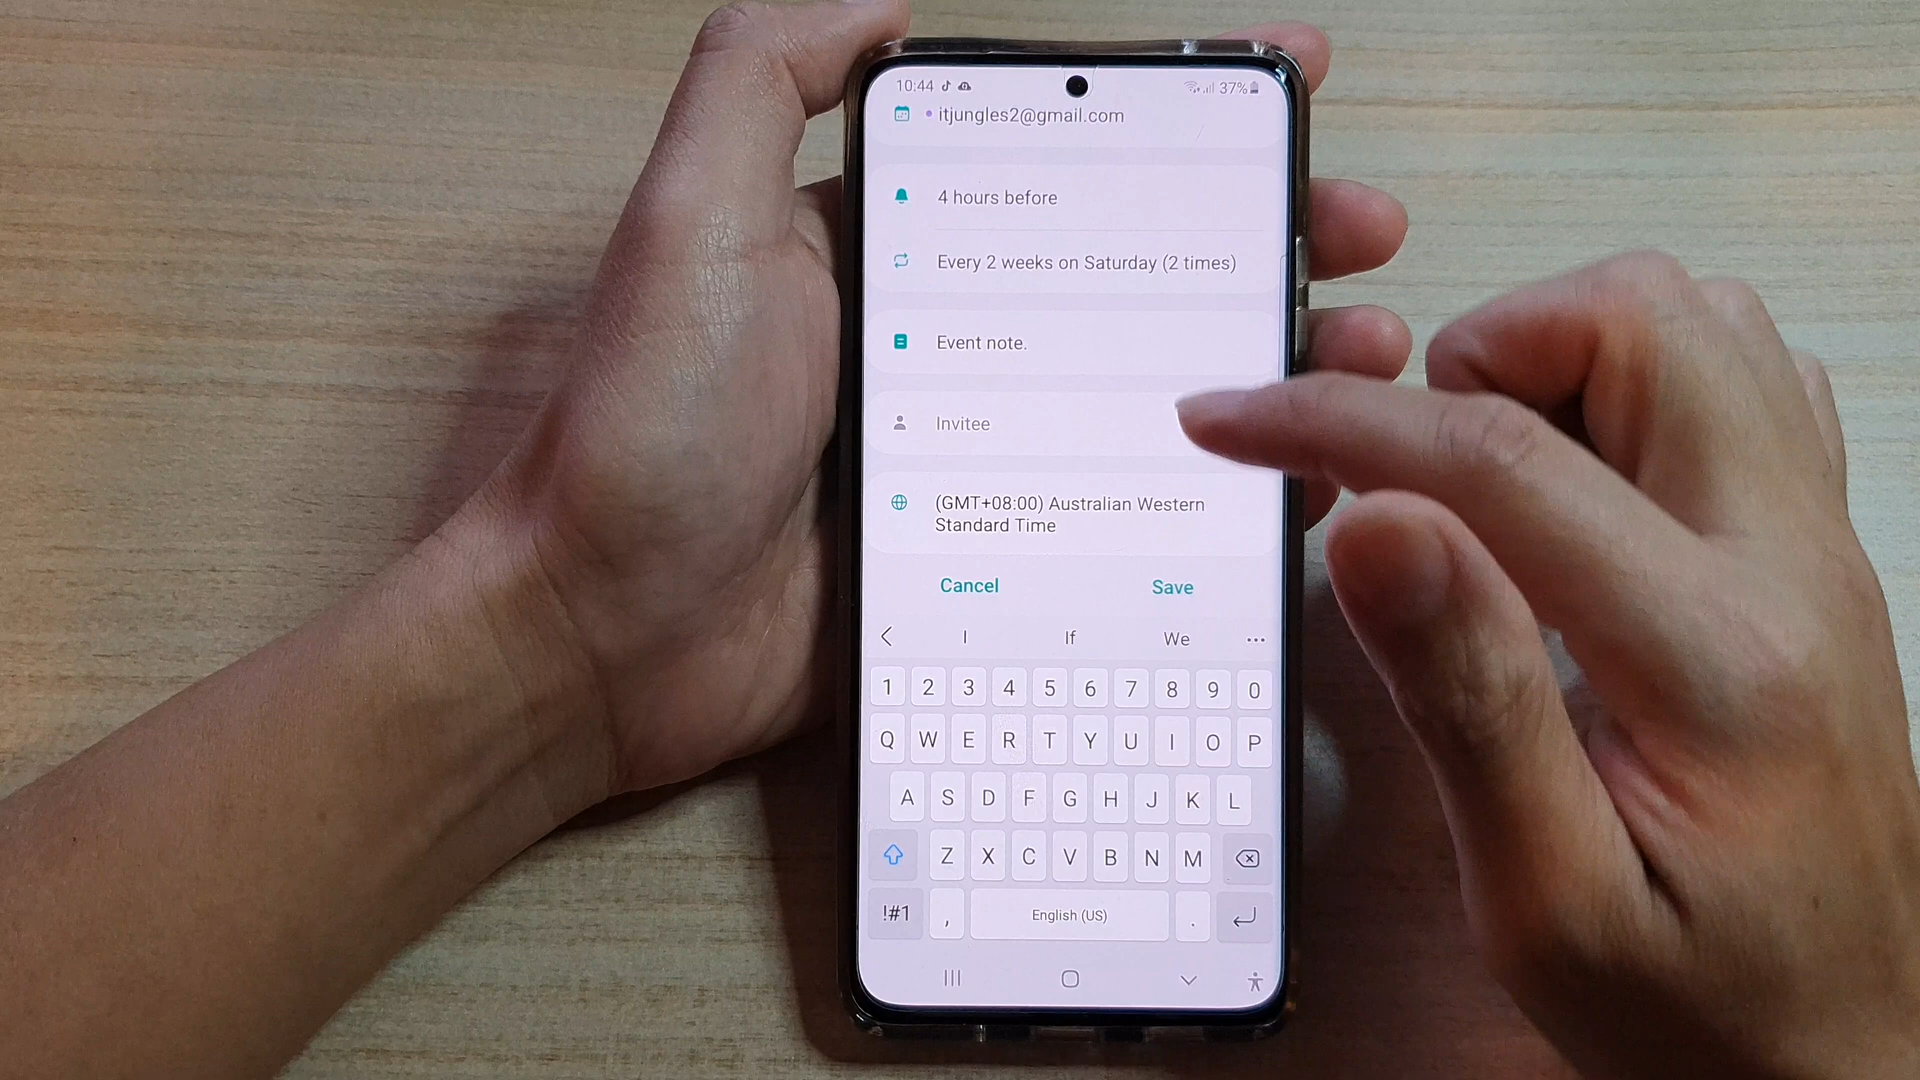 10:44 37%
itjungles2@gmail.com
4 hours before
Every 2 weeks on Saturday (2 times)
Event note.
Invitee
(GMT+08:00) Australian Western
Standard Time
Cancel Save
I If We
1 2 3 4 5 6 7 8 9 0
Q W E R T Y U I O P
A S D F G H J K L
Z X C V B N M
!#1 , English (US) .